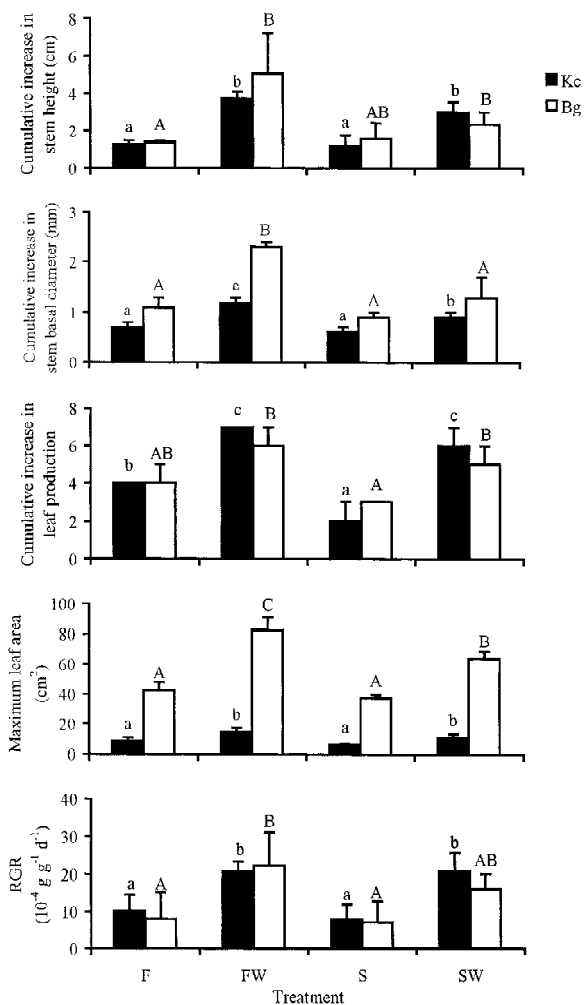 Cumulative increase in
stem height (cm)
8
6
4
2
0
a
A
b
B
a
AB
b
B
Kc
Bg
Cumulative increase in
stem basal diameter (mm)
3
2
1
0
a
A
c
B
a
A
b
A
Cumulative increase in
leaf production
8
6
4
2
0
b
AB
c
B
a
A
c
B
Maximum leaf area
(cm²)
100
80
60
40
20
0
a
A
b
C
a
A
b
B
RGR
(10⁻⁴ g g⁻¹ d⁻¹)
40
30
20
10
0
a
A
b
B
a
A
b
AB
F
FW
S
SW
Treatment